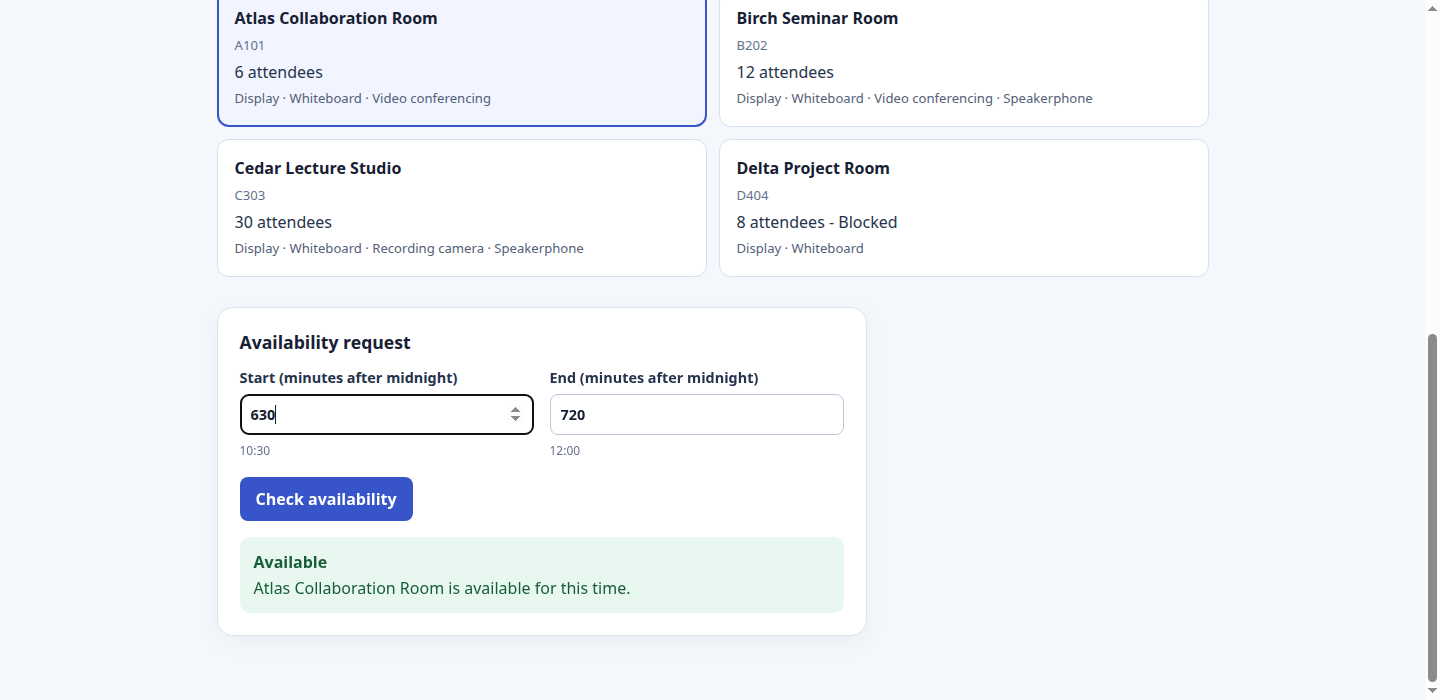 Atlas Collaboration Room
A101
6 attendees
Display · Whiteboard · Video conferencing
Birch Seminar Room
B202
12 attendees
Display · Whiteboard · Video conferencing · Speakerphone
Cedar Lecture Studio
C303
30 attendees
Display · Whiteboard · Recording camera · Speakerphone
Delta Project Room
D404
8 attendees - Blocked
Display · Whiteboard
Availability request
Start (minutes after midnight)
630
10:30
End (minutes after midnight)
720
12:00
Check availability
Available
Atlas Collaboration Room is available for this time.